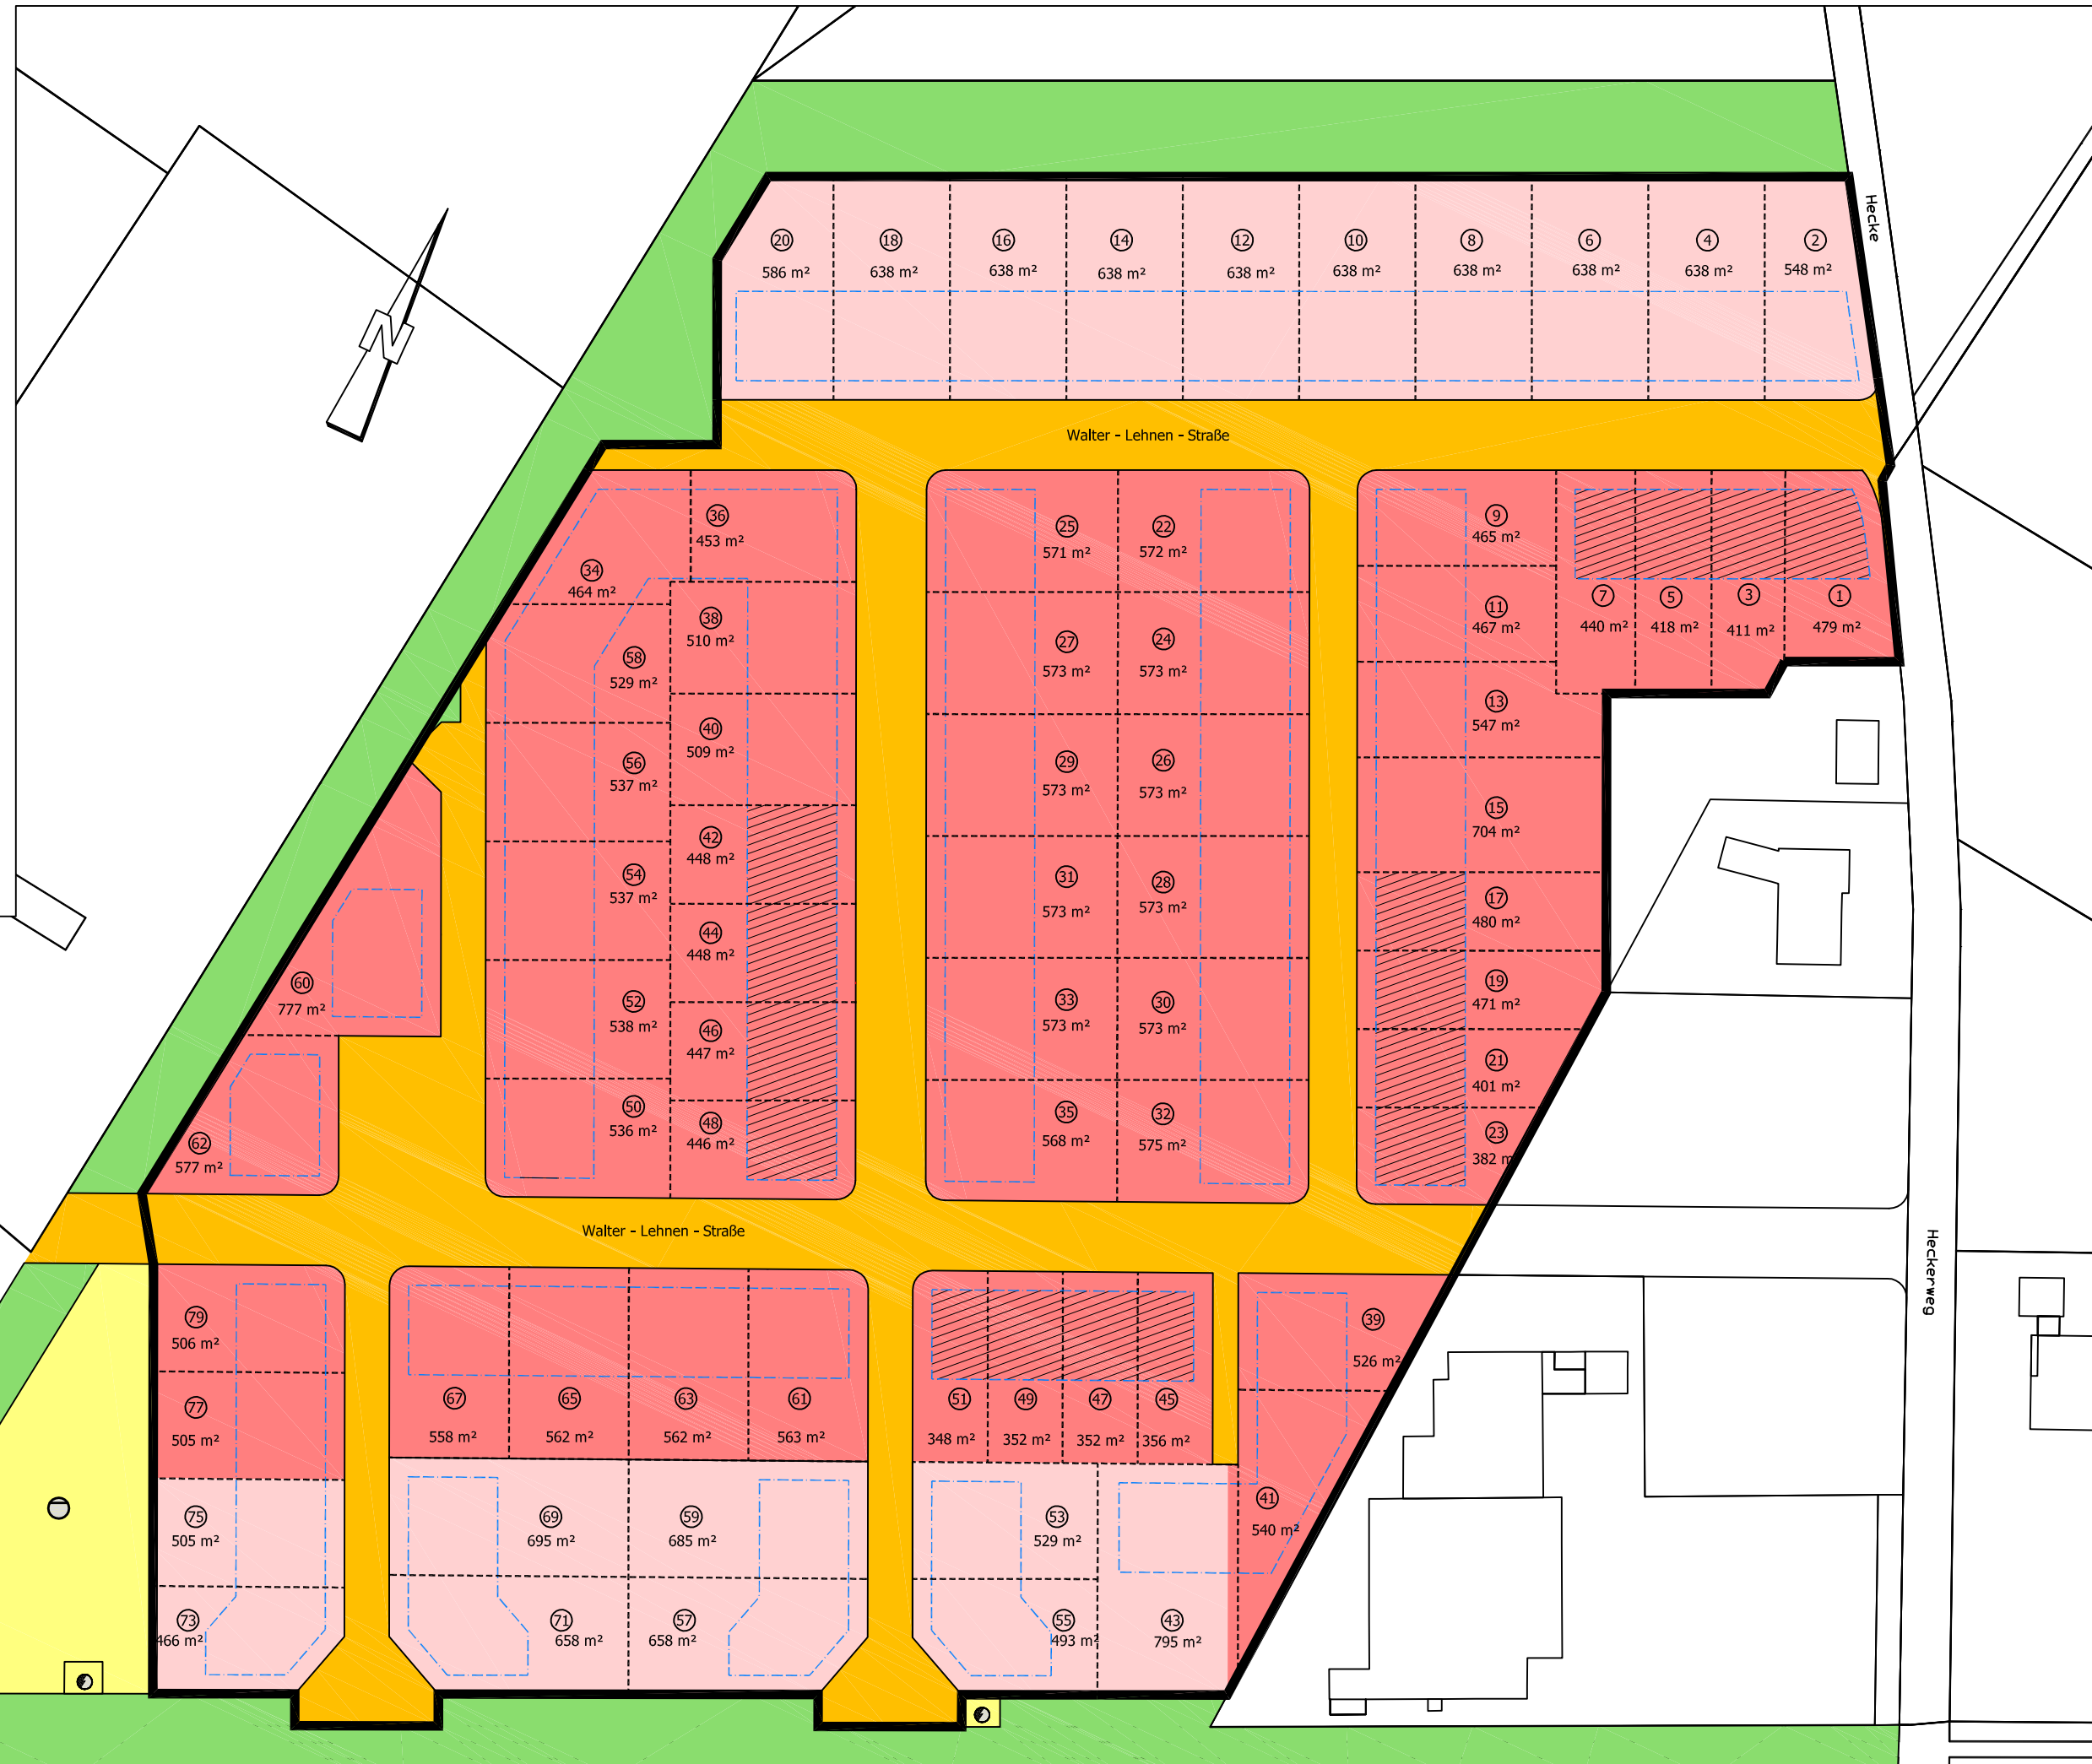 Hecke
20 18 16 14 12 10 8 6 4 2
586 m² 638 m² 638 m² 638 m² 638 m² 638 m² 638 m² 638 m² 638 m² 548 m²
N
Walter - Lehnen - Straße
36
453 m²
34
464 m²
38
510 m²
58
529 m²
40
509 m²
56
537 m²
42
448 m²
54
537 m²
44
448 m²
52
538 m²
46
447 m²
50
536 m²
48
446 m²
25 22
571 m² 572 m²
27 24
573 m² 573 m²
29 26
573 m² 573 m²
31 28
573 m² 573 m²
33 30
573 m² 573 m²
35 32
568 m² 575 m²
9
465 m²
11
467 m²
7 5 3 1
440 m² 418 m² 411 m² 479 m²
13
547 m²
15
704 m²
17
480 m²
19
471 m²
21
401 m²
23
382 m
60
777 m²
62
577 m²
Walter - Lehnen - Straße
Heckerweg
79
506 m²
77
505 m²
75
505 m²
73
466 m²
67 65 63 61
558 m² 562 m² 562 m² 563 m²
69 59
695 m² 685 m²
71 57
658 m² 658 m²
51 49 47 45
348 m² 352 m² 352 m² 356 m²
39
526 m²
41
540 m²
53
529 m²
55 43
493 m² 795 m²